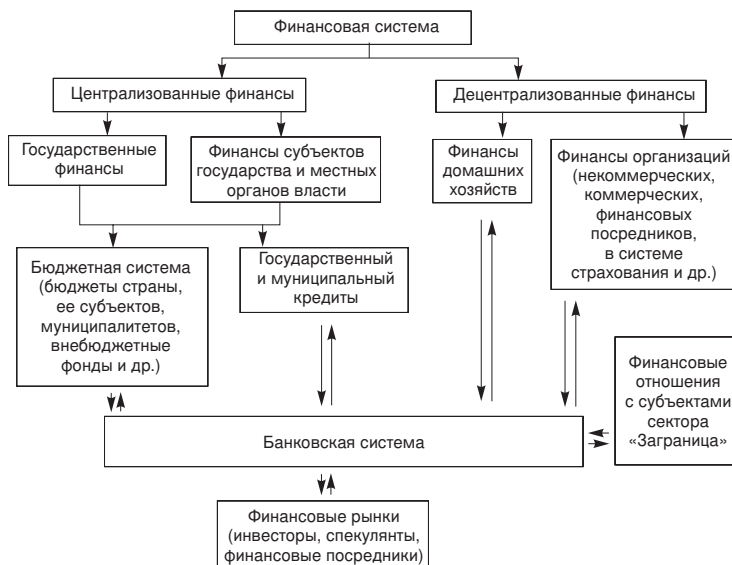 Финансовая система
Централизованные финансы
Децентрализованные финансы
Государственные
финансы
Финансы субъектов
государства и местных
органов власти
Финансы
домашних
хозяйств
Финансы организаций
(некоммерческих,
коммерческих,
финансовых
посредников,
в системе
страхования и др.)
Бюджетная система
(бюджеты страны,
ее субъектов,
муниципалитетов,
внебюджетные
фонды и др.)
Государственный
и муниципальный
кредиты
Финансовые
отношения
с субъектами
сектора
«Заграница»
Банковская система
Финансовые рынки
(инвесторы, спекулянты,
финансовые посредники)